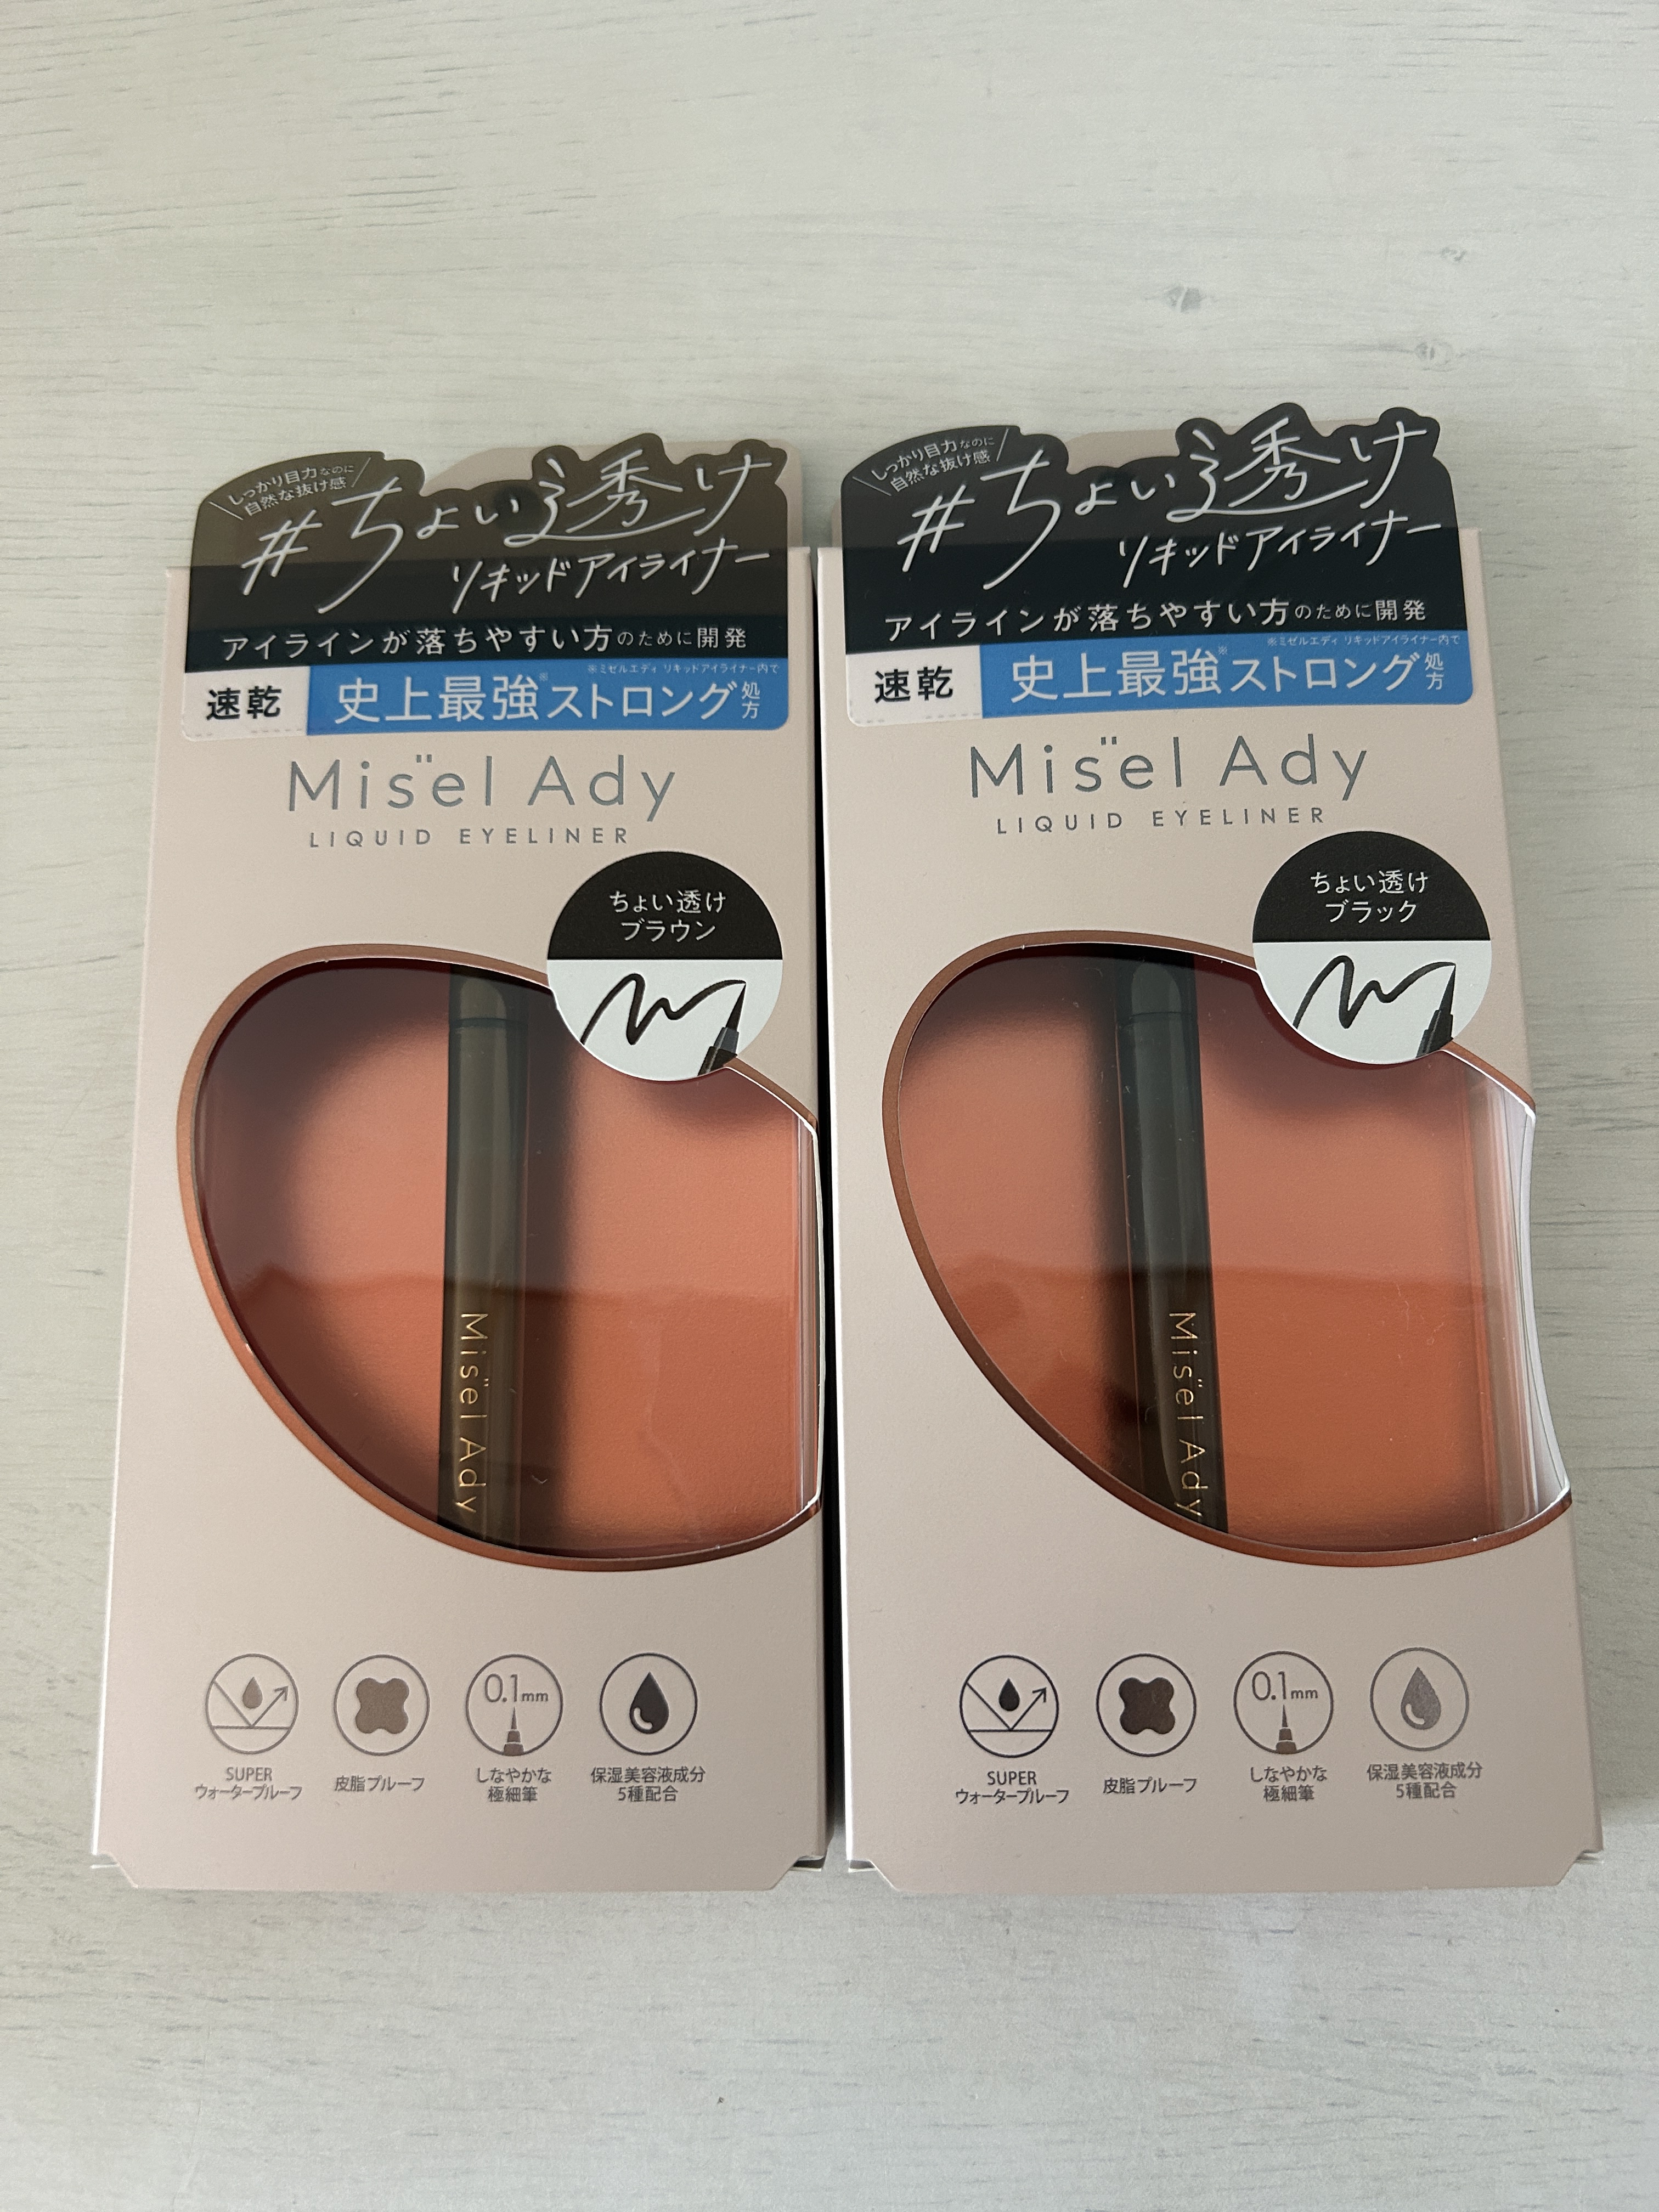 しっかり目力なのに
自然な抜け感
#ちょい透け
リキッドアイライナー
アイラインが落ちやすい方のために開発
※ミゼルエディ リキッドアイライナー内で
速乾 史上最強※ストロング処方
Misël Ady
LIQUID EYELINER
ちょい透け
ブラウン
Misël Ady
0.1mm
SUPER
ウォータープルーフ
皮脂プルーフ
しなやかな
極細筆
保湿美容液成分
5種配合
しっかり目力なのに
自然な抜け感
#ちょい透け
リキッドアイライナー
アイラインが落ちやすい方のために開発
※ミゼルエディ リキッドアイライナー内で
速乾 史上最強※ストロング処方
Misël Ady
LIQUID EYELINER
ちょい透け
ブラック
Misël Ady
0.1mm
SUPER
ウォータープルーフ
皮脂プルーフ
しなやかな
極細筆
保湿美容液成分
5種配合